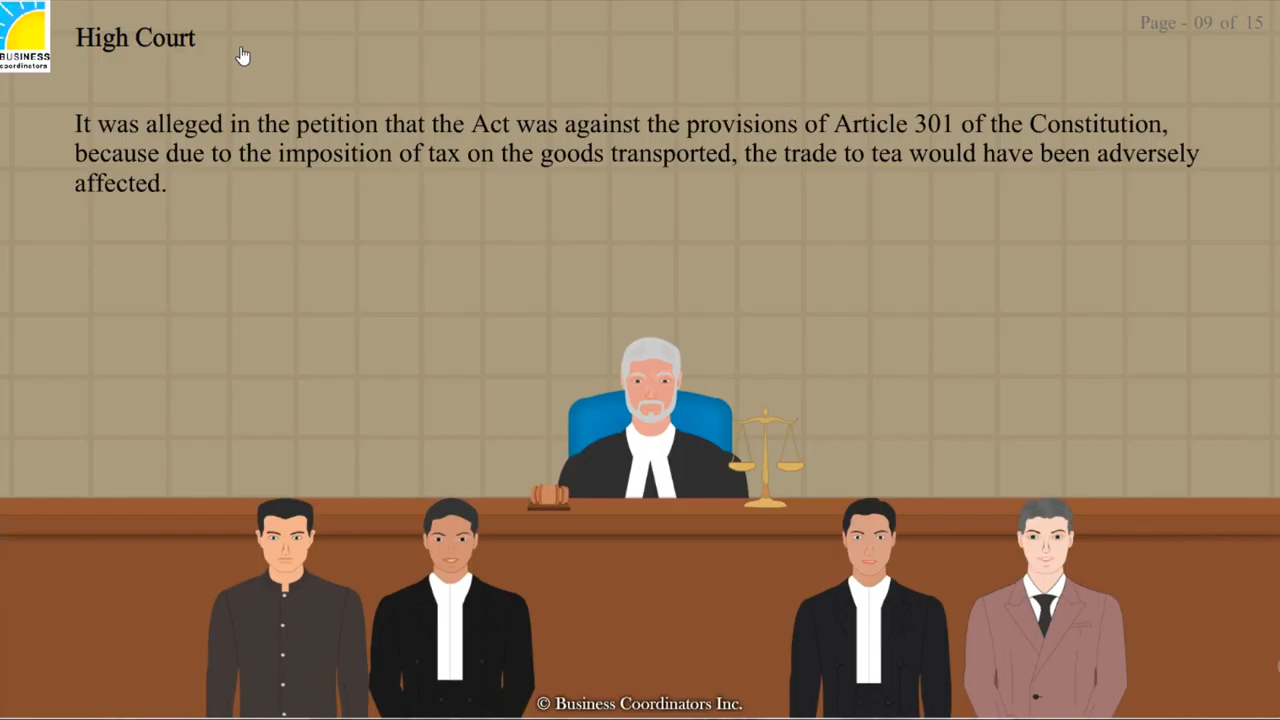 BUSINESS
coordinators
High Court
Page - 09 of 15
It was alleged in the petition that the Act was against the provisions of Article 301 of the Constitution,
because due to the imposition of tax on the goods transported, the trade to tea would have been adversely
affected.
© Business Coordinators Inc.